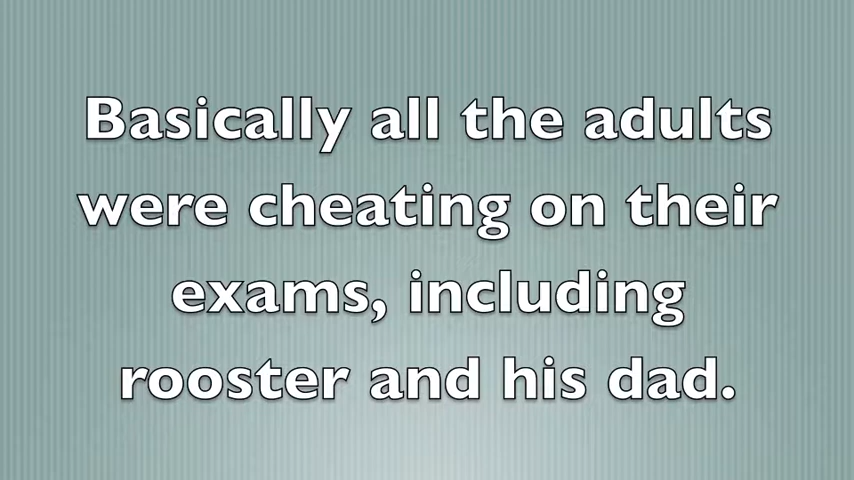 Basically all the adults
were cheating on their
exams, including
rooster and his dad.